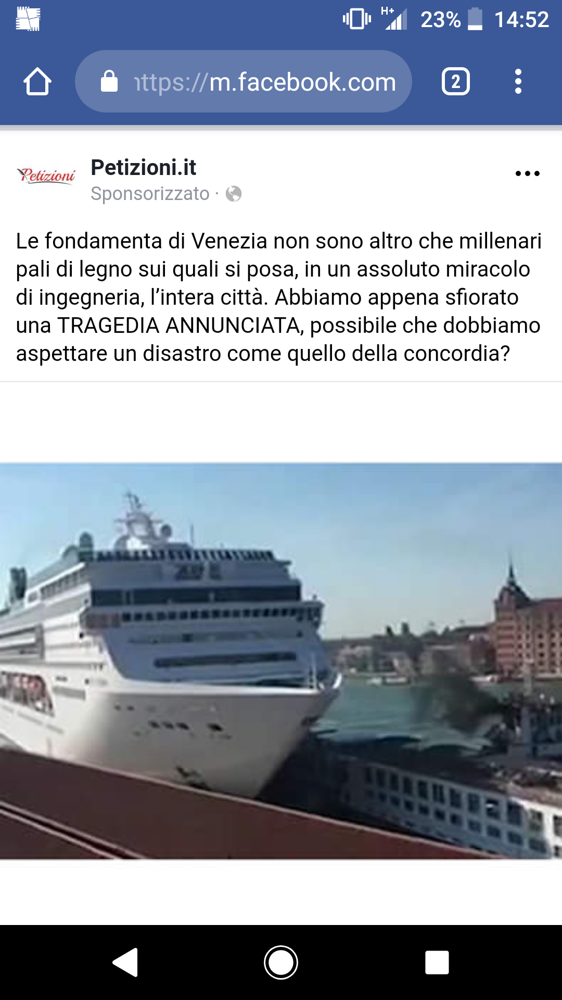 H+ 23% 14:52
https://m.facebook.com 2
Petizioni Petizioni.it
Sponsorizzato ·
Le fondamenta di Venezia non sono altro che millenari
pali di legno sui quali si posa, in un assoluto miracolo
di ingegneria, l’intera città. Abbiamo appena sfiorato
una TRAGEDIA ANNUNCIATA, possibile che dobbiamo
aspettare un disastro come quello della concordia?